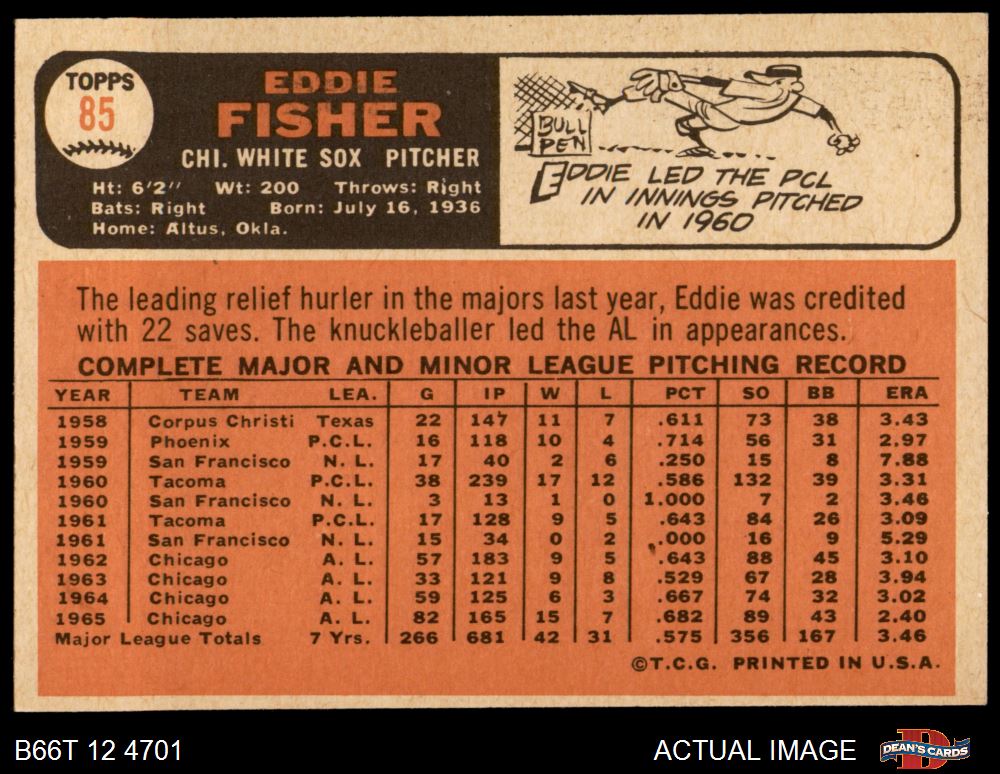 TOPPS
85
EDDIE
FISHER
CHI. WHITE SOX PITCHER
Ht: 6'2" Wt: 200 Throws: Right
Bats: Right Born: July 16, 1936
Home: Altus, Okla.
BULL
PEN
EDDIE LED THE PCL
IN INNINGS PITCHED
IN 1960
The leading relief hurler in the majors last year, Eddie was credited
with 22 saves. The knuckleballer led the AL in appearances.
COMPLETE MAJOR AND MINOR LEAGUE PITCHING RECORD
YEAR TEAM LEA. G IP W L PCT SO BB ERA
1958 Corpus Christi Texas 22 147 11 7 .611 73 38 3.43
1959 Phoenix P.C.L. 16 118 10 4 .714 56 31 2.97
1959 San Francisco N. L. 17 40 2 6 .250 15 8 7.88
1960 Tacoma P.C.L. 38 239 17 12 .586 132 39 3.31
1960 San Francisco N. L. 3 13 1 0 1.000 7 2 3.46
1961 Tacoma P.C.L. 17 128 9 5 .643 84 26 3.09
1961 San Francisco N. L. 15 34 0 2 .000 16 9 5.29
1962 Chicago A. L. 57 183 9 5 .643 88 45 3.10
1963 Chicago A. L. 33 121 9 8 .529 67 28 3.94
1964 Chicago A. L. 59 125 6 3 .667 74 32 3.02
1965 Chicago A. L. 82 165 15 7 .682 89 43 2.40
Major League Totals 7 Yrs. 266 681 42 31 .575 356 167 3.46
©T.C.G. PRINTED IN U.S.A.
B66T 12 4701 ACTUAL IMAGE DEAN'S CARDS